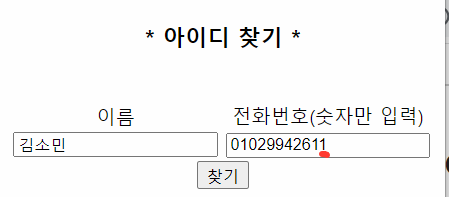 * 아이디 찾기 *
이름 전화번호(숫자만 입력)
김소민 01029942611
찾기